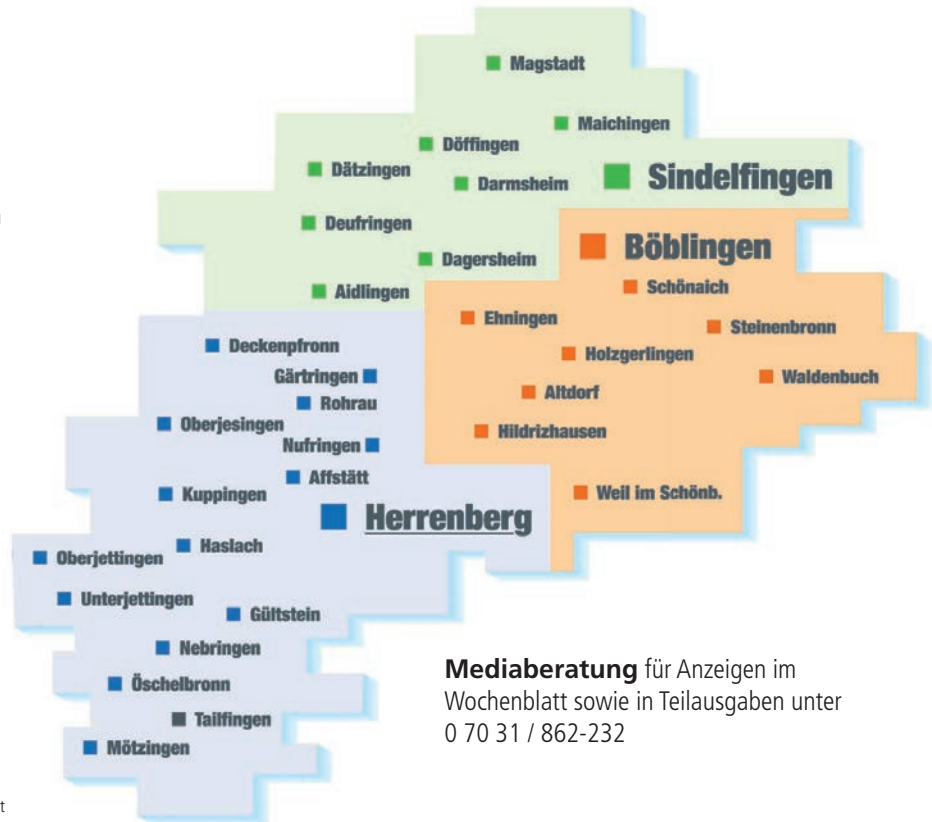 Magstadt
Maichingen
Döffingen
Dätzingen
Darmsheim
Sindelfingen
Deufringen
Böblingen
Dagersheim
Schönaich
Aidlingen
Ehningen
Steinenbronn
Deckenpfronn
Holzgerlingen
Gärtringen
Waldenbuch
Altdorf
Rohrau
Oberjesingen
Hildrizhausen
Nufringen
Affstätt
Kuppingen
Weil im Schönb.
Herrenberg
Haslach
Oberjettingen
Unterjettingen
Gültstein
Nebringen
Öschelbronn
Tailfingen
Mötzingen
Mediaberatung für Anzeigen im
Wochenblatt sowie in Teilausgaben unter
0 70 31 / 862-232
t